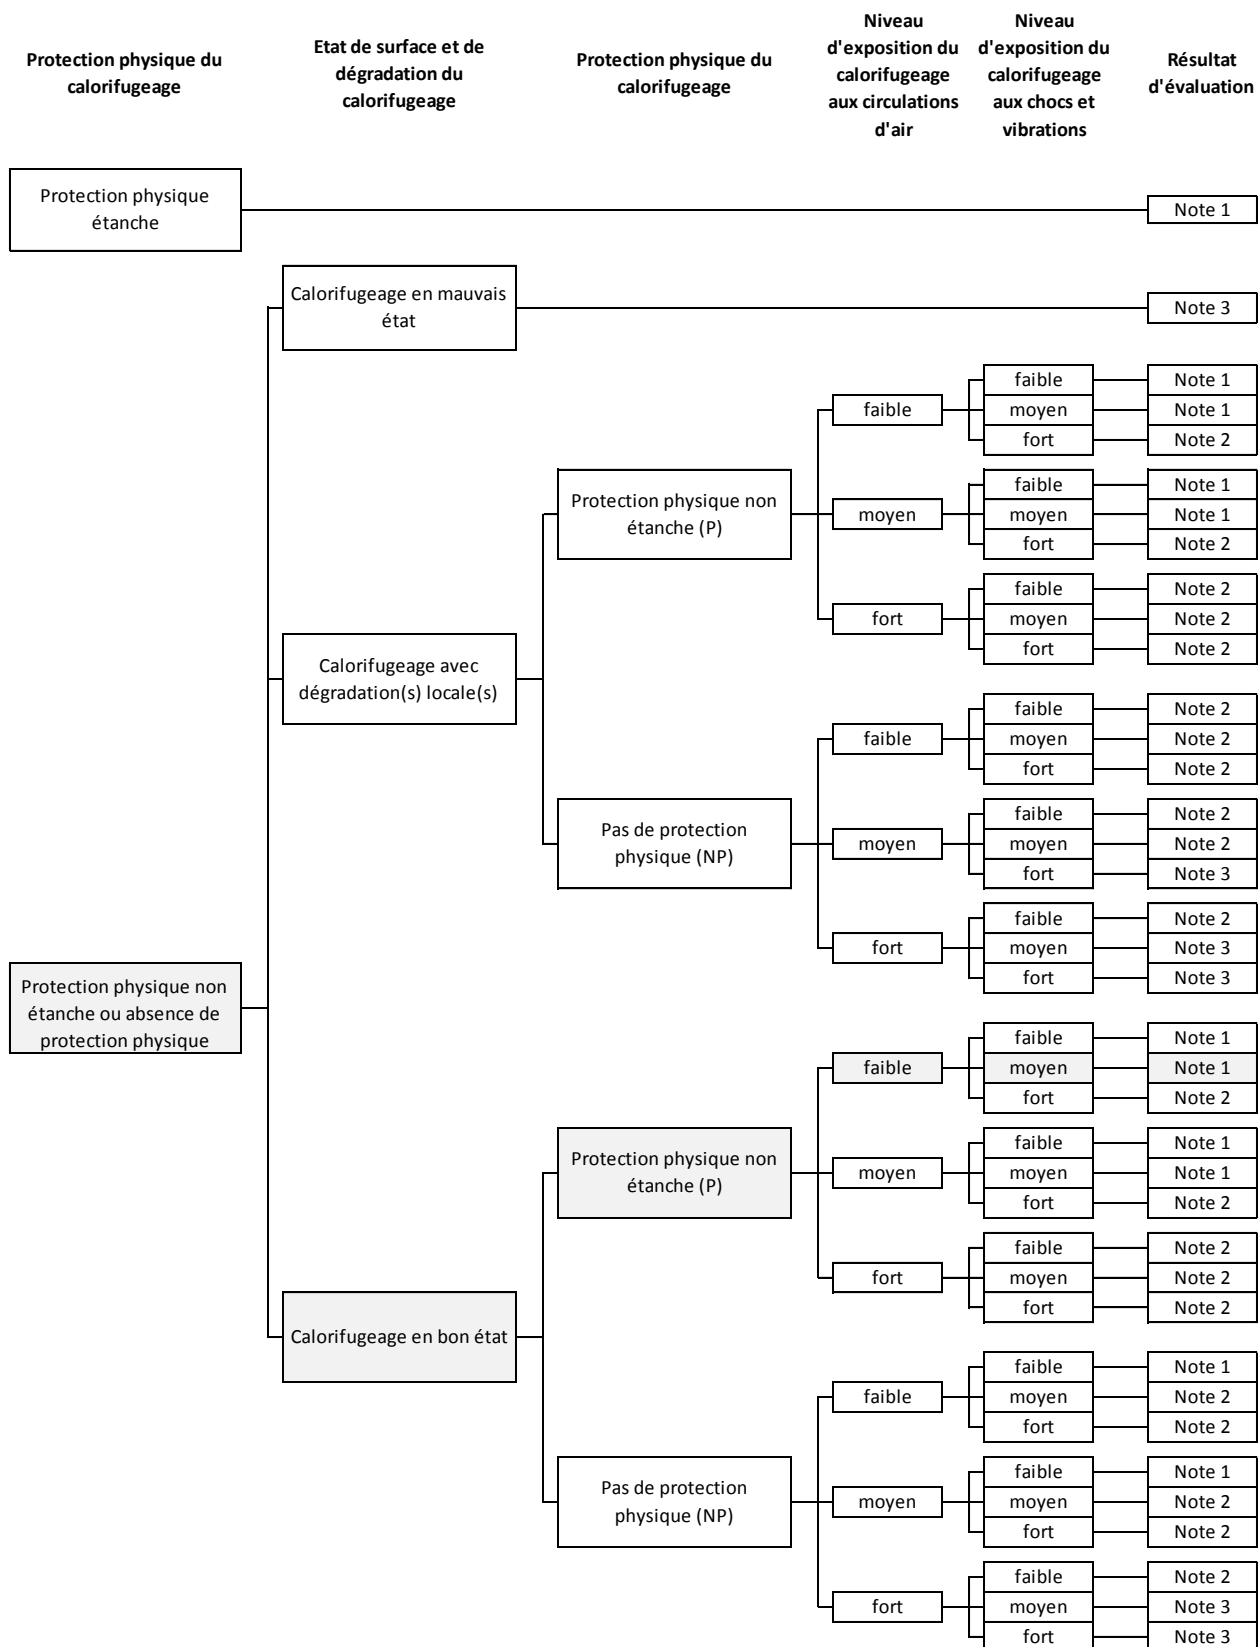 Protection physique du
calorifugeage
Etat de surface et de
dégradation du
calorifugeage
Protection physique du
calorifugeage
Niveau
d'exposition du
calorifugeage
aux circulations
d'air
Niveau
d'exposition du
calorifugeage
aux chocs et
vibrations
Résultat
d'évaluation
Protection physique
étanche
Note 1
Calorifugeage en mauvais
état
Note 3
faible
Note 1
faible
moyen
Note 1
fort
Note 2
Protection physique non
étanche (P)
faible
Note 1
moyen
moyen
Note 1
fort
Note 2
faible
Note 2
fort
moyen
Note 2
fort
Note 2
Calorifugeage avec
dégradation(s) locale(s)
faible
Note 2
faible
moyen
Note 2
fort
Note 2
Pas de protection
physique (NP)
faible
Note 2
moyen
moyen
Note 2
fort
Note 3
faible
Note 2
fort
moyen
Note 3
fort
Note 3
Protection physique non
étanche ou absence de
protection physique
faible
Note 1
faible
moyen
Note 1
fort
Note 2
Protection physique non
étanche (P)
faible
Note 1
moyen
moyen
Note 1
fort
Note 2
faible
Note 2
fort
moyen
Note 2
fort
Note 2
Calorifugeage en bon état
faible
Note 1
faible
moyen
Note 2
fort
Note 2
Pas de protection
physique (NP)
faible
Note 1
moyen
moyen
Note 2
fort
Note 2
faible
Note 2
fort
moyen
Note 3
fort
Note 3